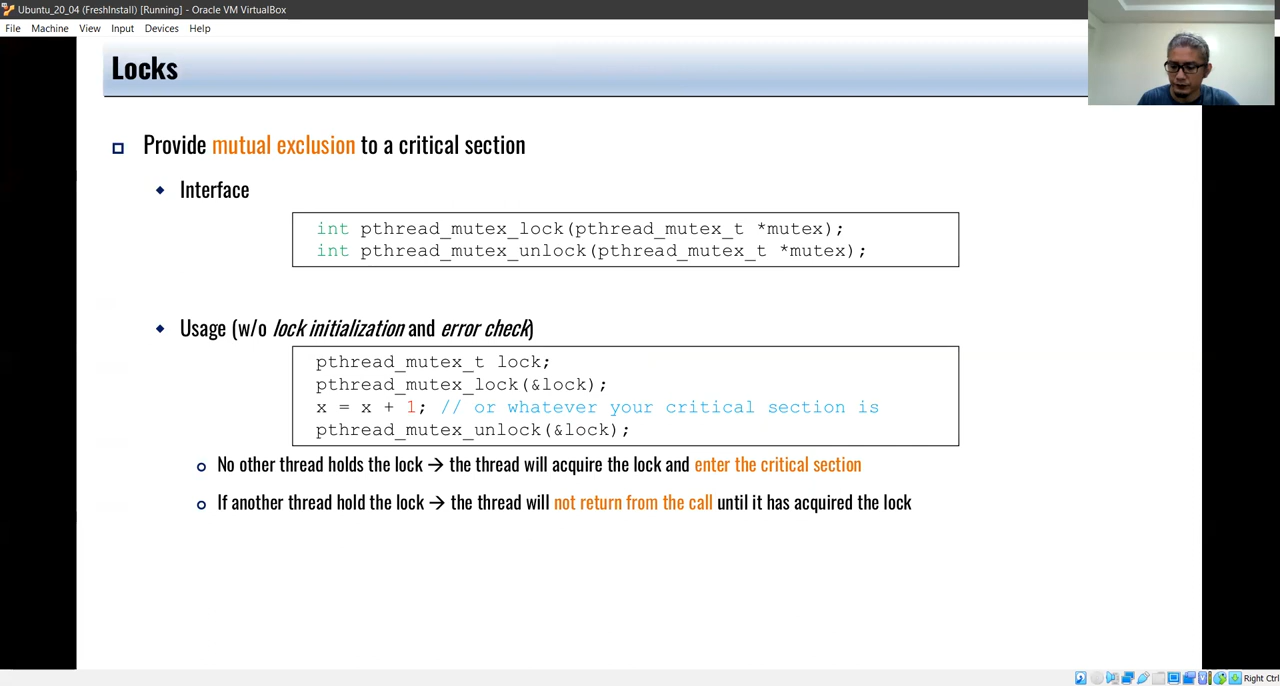 Ubuntu_20_04 (FreshInstall) [Running] - Oracle VM VirtualBox
File Machine View Input Devices Help
Locks
Provide mutual exclusion to a critical section
Interface
int pthread_mutex_lock(pthread_mutex_t *mutex);
int pthread_mutex_unlock(pthread_mutex_t *mutex);
Usage (w/o lock initialization and error check)
pthread_mutex_t lock;
pthread_mutex_lock(&lock);
x = x + 1; // or whatever your critical section is
pthread_mutex_unlock(&lock);
No other thread holds the lock → the thread will acquire the lock and enter the critical section
If another thread hold the lock → the thread will not return from the call until it has acquired the lock
Right Ctrl